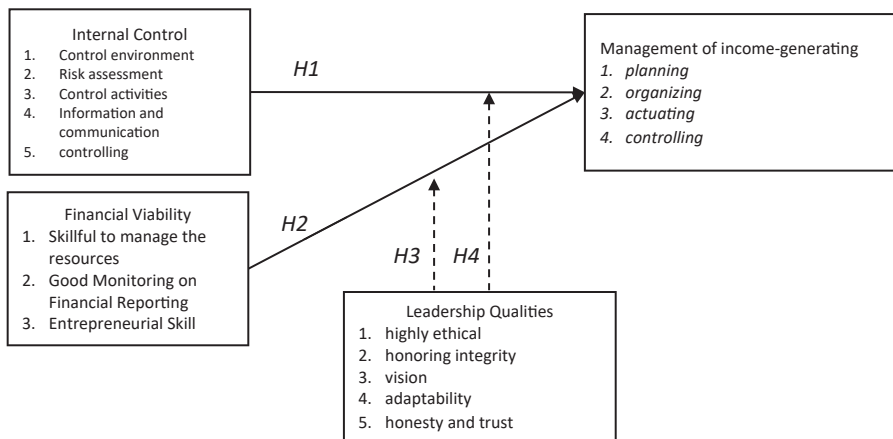 Internal Control
1. Control environment
2. Risk assessment
3. Control activities
4. Information and
communication
5. controlling
H1
Management of income-generating
1. planning
2. organizing
3. actuating
4. controlling
Financial Viability
1. Skillful to manage the
resources
2. Good Monitoring on
Financial Reporting
3. Entrepreneurial Skill
H2
H3
H4
Leadership Qualities
1. highly ethical
2. honoring integrity
3. vision
4. adaptability
5. honesty and trust